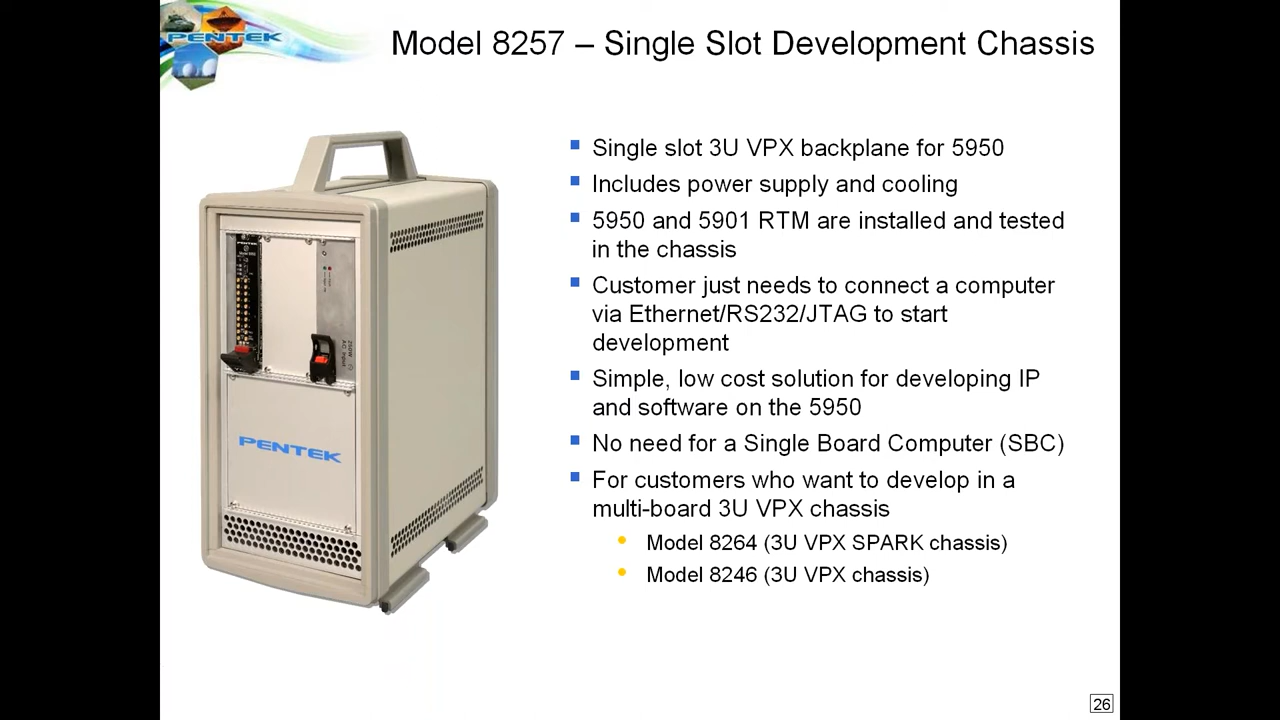 PENTEK
Model 8257 – Single Slot Development Chassis
Single slot 3U VPX backplane for 5950
Includes power supply and cooling
5950 and 5901 RTM are installed and tested
in the chassis
Customer just needs to connect a computer
via Ethernet/RS232/JTAG to start
development
Simple, low cost solution for developing IP
and software on the 5950
No need for a Single Board Computer (SBC)
For customers who want to develop in a
multi-board 3U VPX chassis
Model 8264 (3U VPX SPARK chassis)
Model 8246 (3U VPX chassis)
PENTEK
PENTEK
26